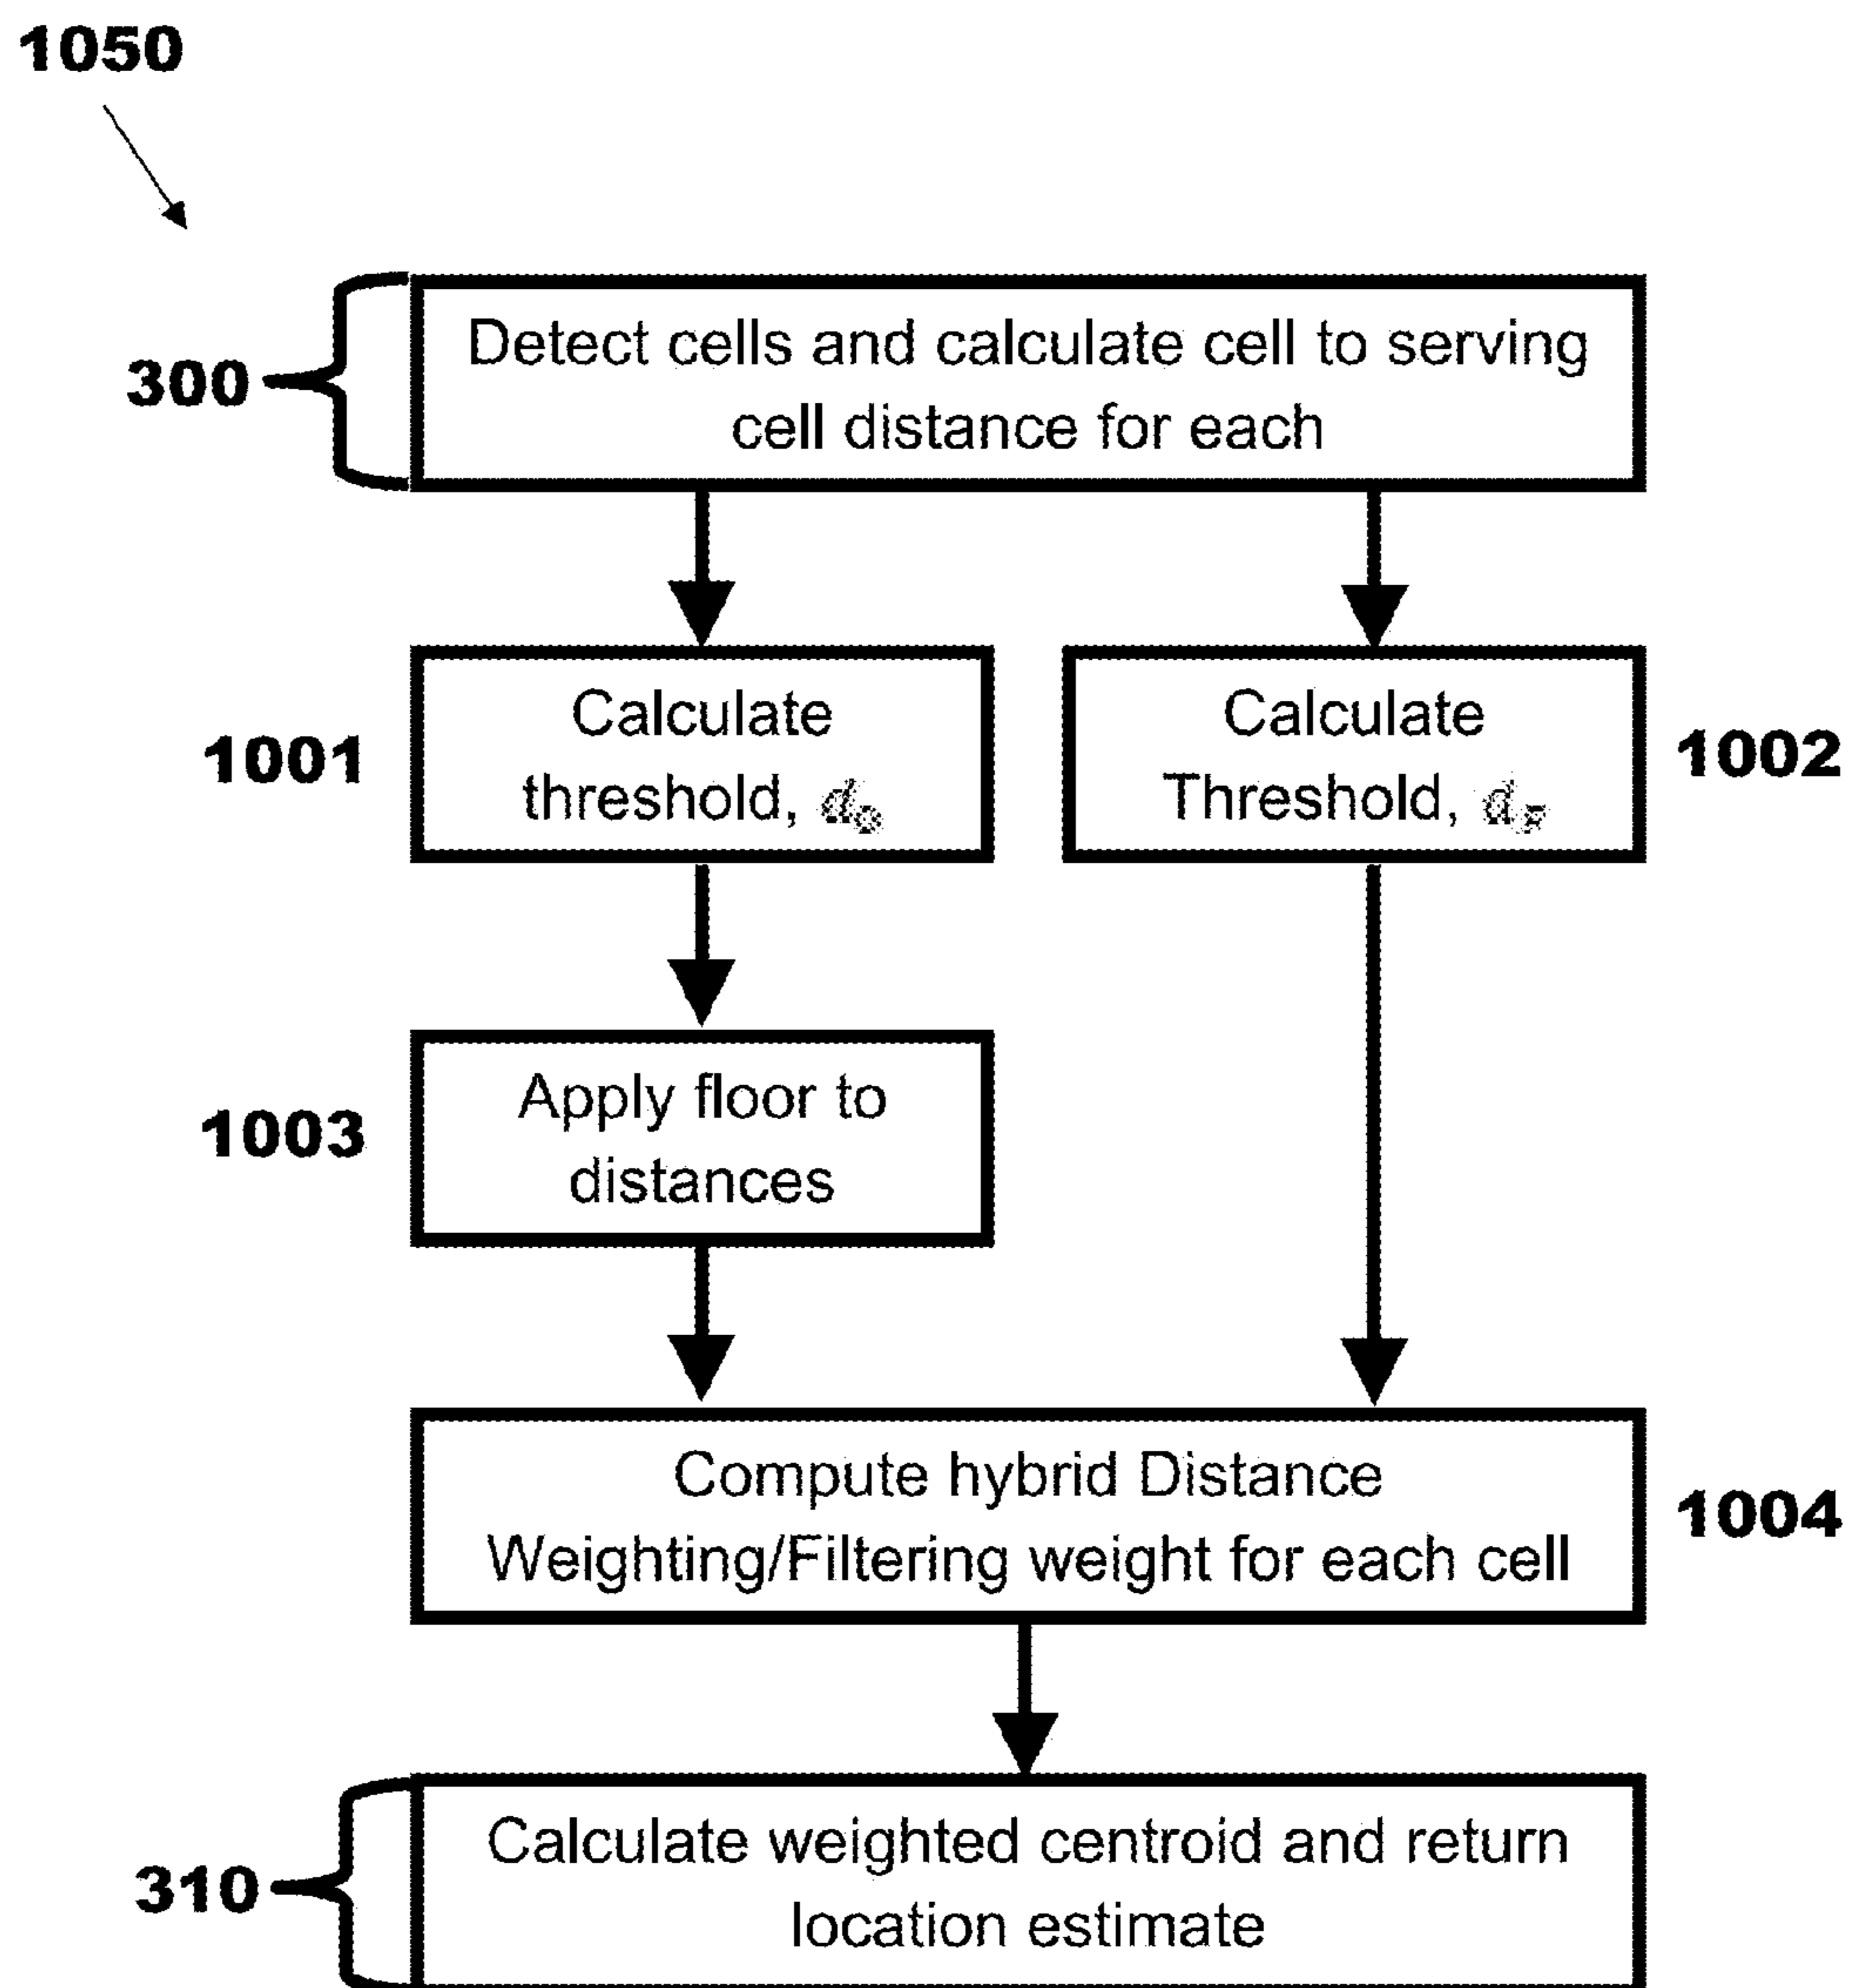 1050
300
Detect cells and calculate cell to serving
cell distance for each
1001
Calculate
threshold,
Calculate
Threshold,
1002
1003
Apply floor to
distances
Compute hybrid Distance
Weighting/Filtering weight for each cell
1004
310
Calculate weighted centroid and return
location estimate